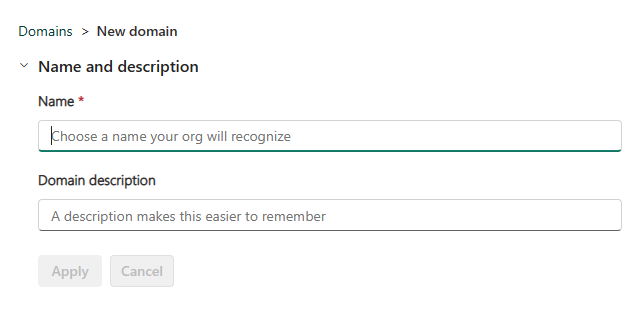 Domains > New domain
Name and description
Name *
Choose a name your org will recognize
Domain description
A description makes this easier to remember
Apply Cancel